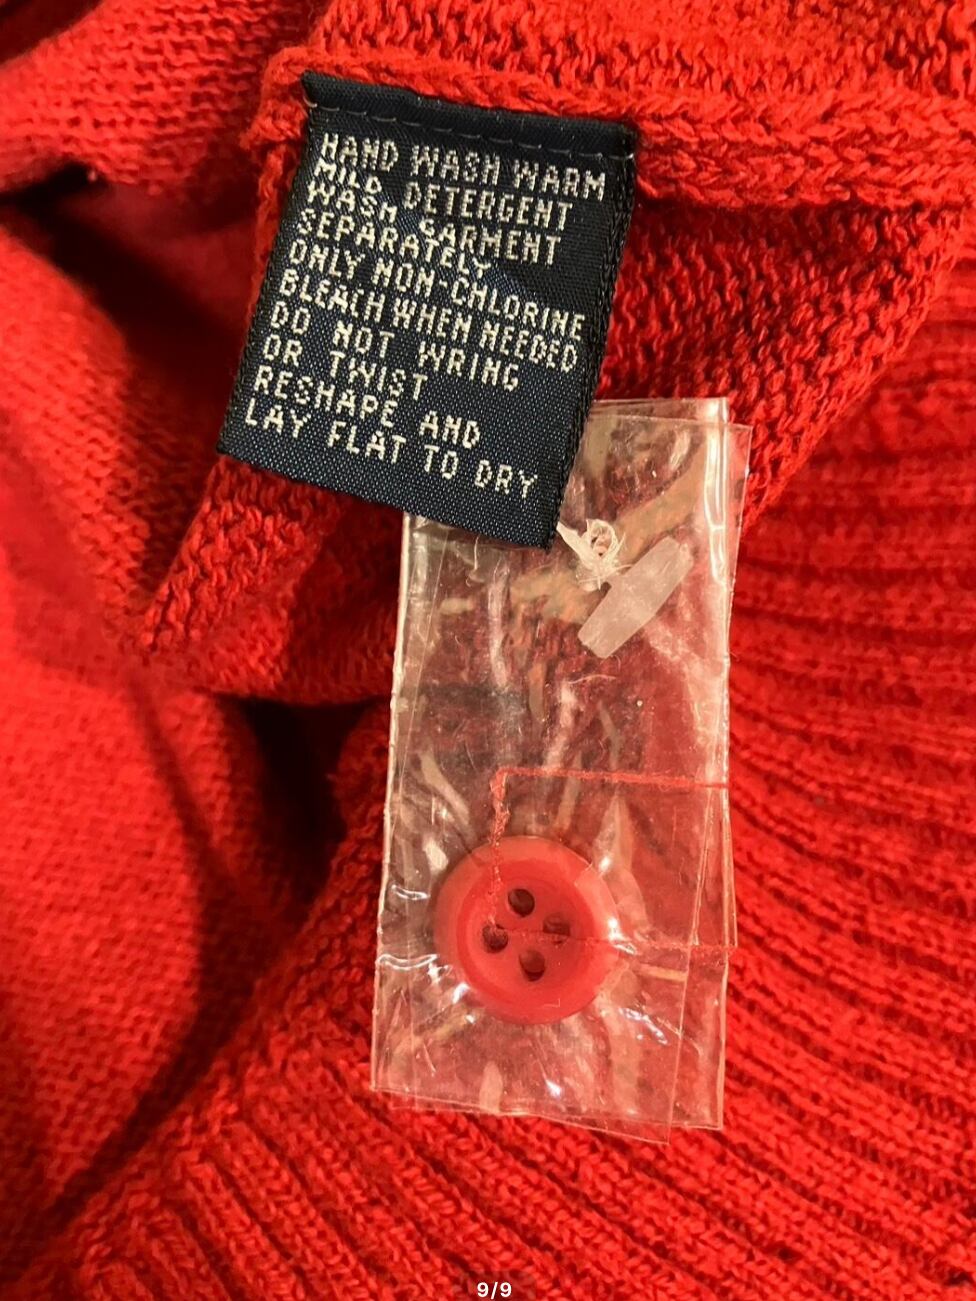 HAND WASH WARM
MILD DETERGENT
WASH GARMENT
SEPARATELY
ONLY NON-CHLORINE
BLEACH WHEN NEEDED
DO NOT WRING
OR TWIST
RESHAPE AND
LAY FLAT TO DRY
9/9